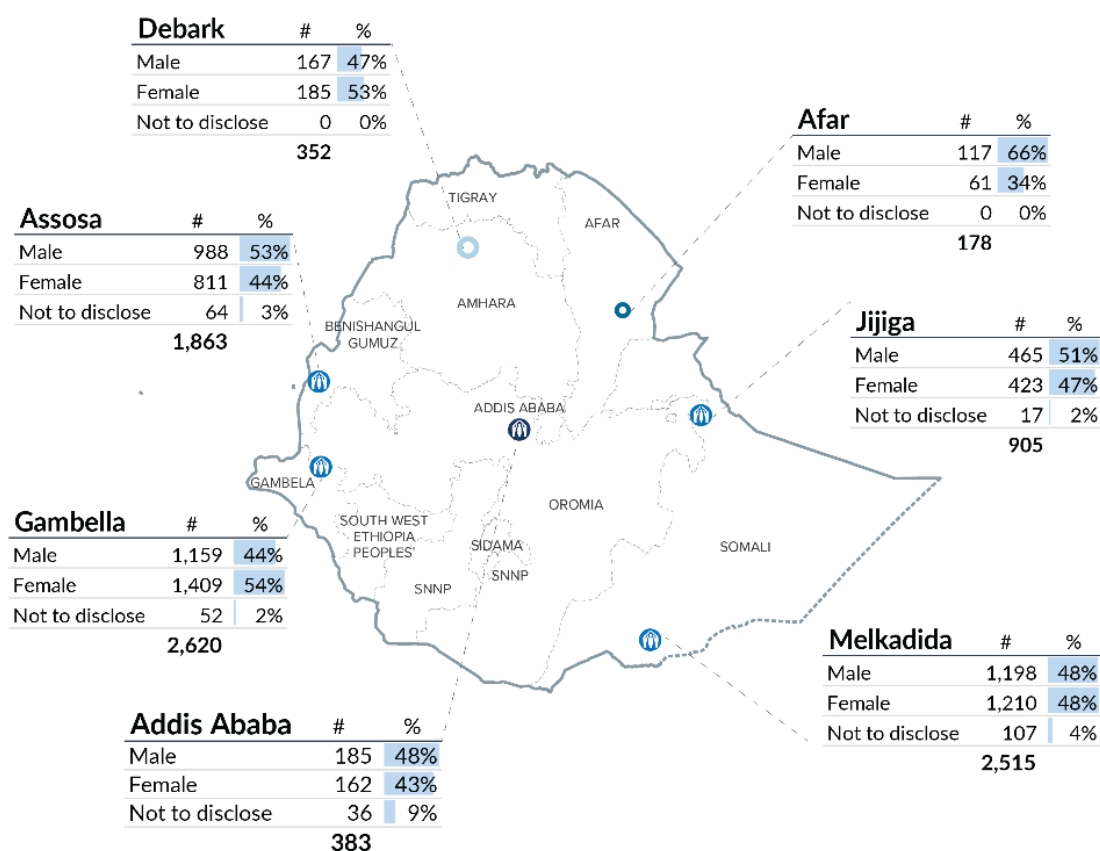 Debark # %
Male 167 47%
Female 185 53%
Not to disclose 0 0%
352
Afar # %
Male 117 66%
Female 61 34%
Not to disclose 0 0%
178
Assosa # %
Male 988 53%
Female 811 44%
Not to disclose 64 3%
1,863
Jijiga # %
Male 465 51%
Female 423 47%
Not to disclose 17 2%
905
Gambella # %
Male 1,159 44%
Female 1,409 54%
Not to disclose 52 2%
2,620
Melkadida # %
Male 1,198 48%
Female 1,210 48%
Not to disclose 107 4%
2,515
Addis Ababa # %
Male 185 48%
Female 162 43%
Not to disclose 36 9%
383
TIGRAY
AFAR
AMHARA
BENISHANGUL
GUMUZ
ADDIS ABABA
GAMBELA
OROMIA
SOUTH WEST
ETHIOPIA
PEOPLES'
SIDAMA
SNNP
SNNP
SOMALI